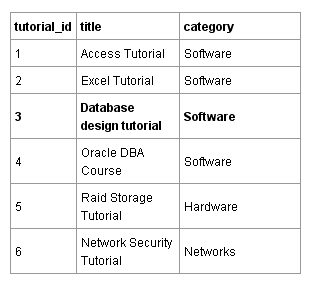 tutorial_id title category
1 Access Tutorial Software
2 Excel Tutorial Software
3 Database design tutorial Software
4 Oracle DBA Course Software
5 Raid Storage Tutorial Hardware
6 Network Security Tutorial Networks